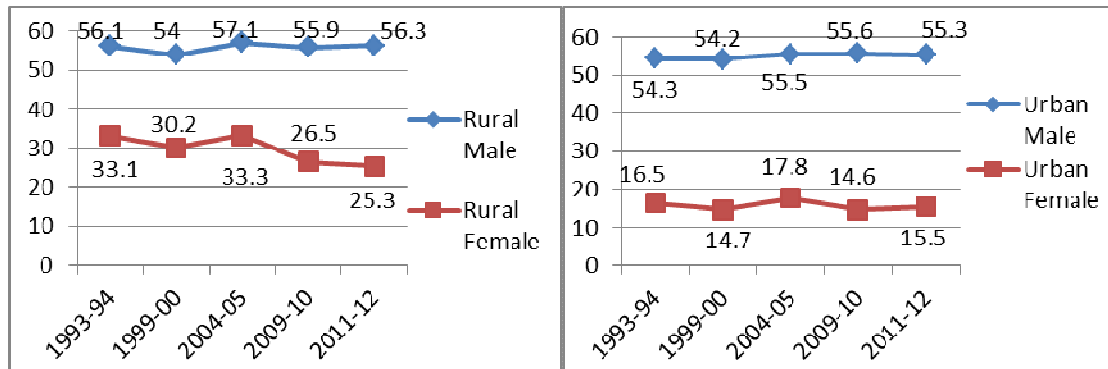 56.1 54 57.1 55.9 56.3
60
50
40
30
20
10
0
30.2 26.5
33.1 33.3 25.3
Rural
Male
Rural
Female
1993-94
1999-00
2004-05
2009-10
2011-12
54.2 55.6 55.3
54.3 55.5
60
50
40
30
20
10
0
16.5 17.8 14.6
14.7 15.5
Urban
Male
Urban
Female
1993-94
1999-00
2004-05
2009-10
2011-12